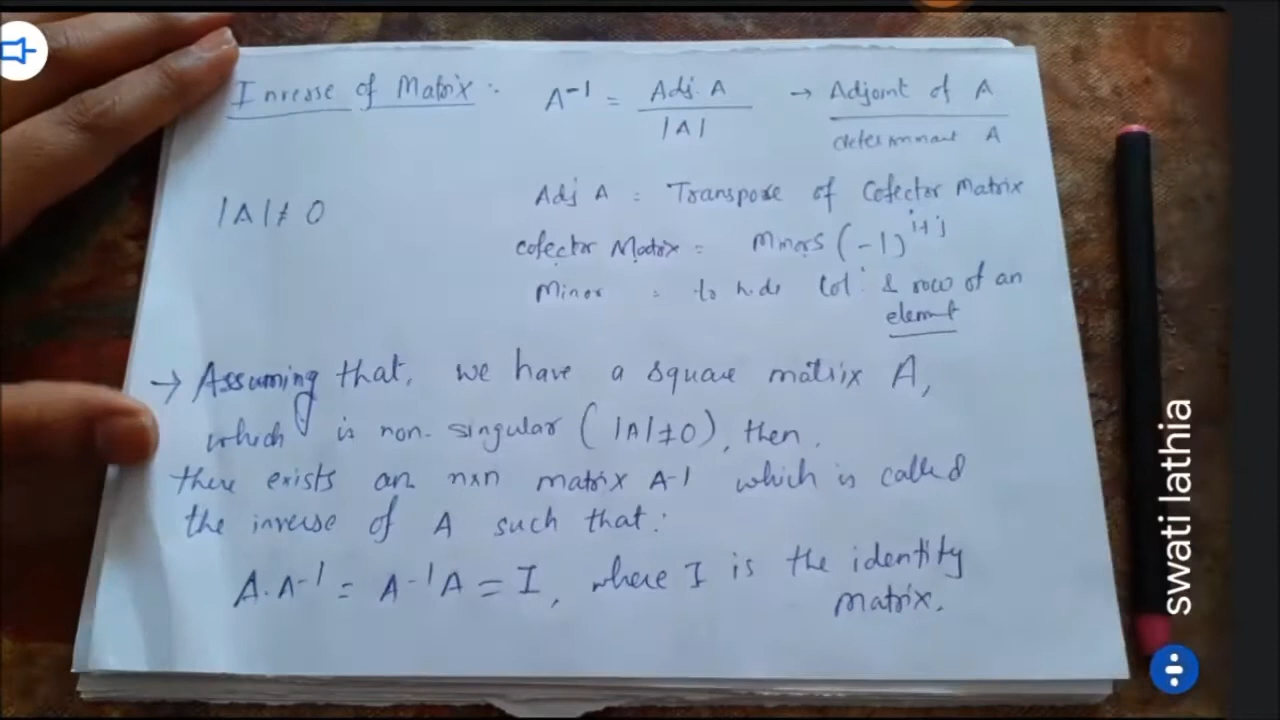 Inverse of Matrix :- A-1 = Adj. A / |A| → Adjoint of A / determinant A
|A| ≠ 0
Adj A = Transpose of Cofector Matrix
cofector Matrix = Minors (-1)^i+j
Minor = to hide Col & row of an
element
→ Assuming that, we have a square matrix A,
which is non-singular (|A|≠0), then,
there exists an nxn matrix A-1 which is called
the inverse of A such that:
A.A-1 = A-1A = I, where I is the identity
matrix.
swati lathia